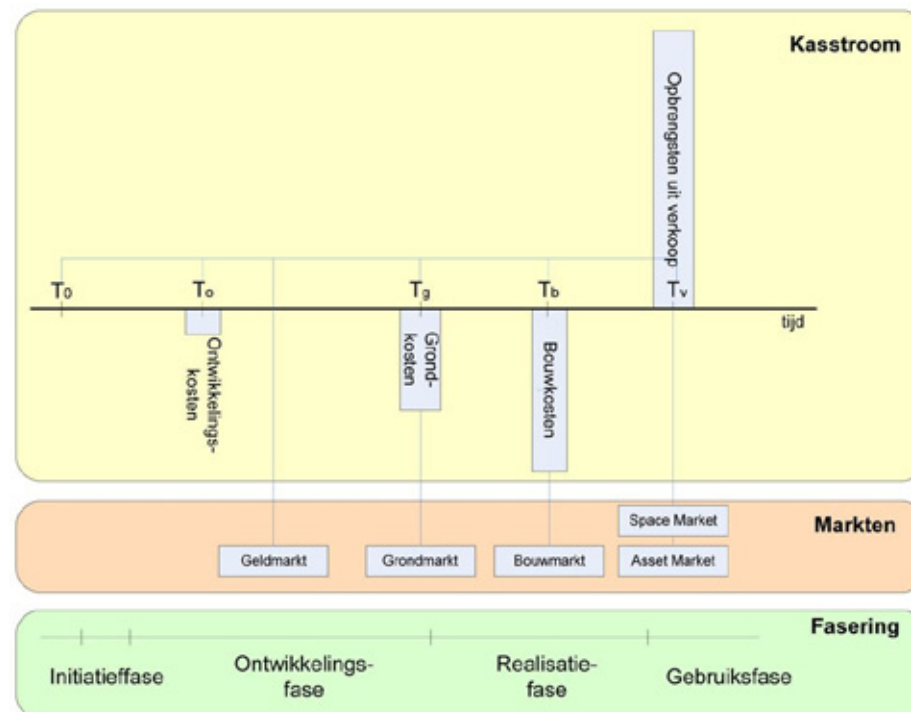 Kasstroom
Opbrengsten uit verkoop
T0
To
Tg
Tb
Tv
tijd
Ontwikkelings-
kosten
Grond-
kosten
Bouwkosten
Space Market
Markten
Geldmarkt
Grondmarkt
Bouwmarkt
Asset Market
Fasering
Initiatieffase
Ontwikkelings-
fase
Realisatie-
fase
Gebruiksfase